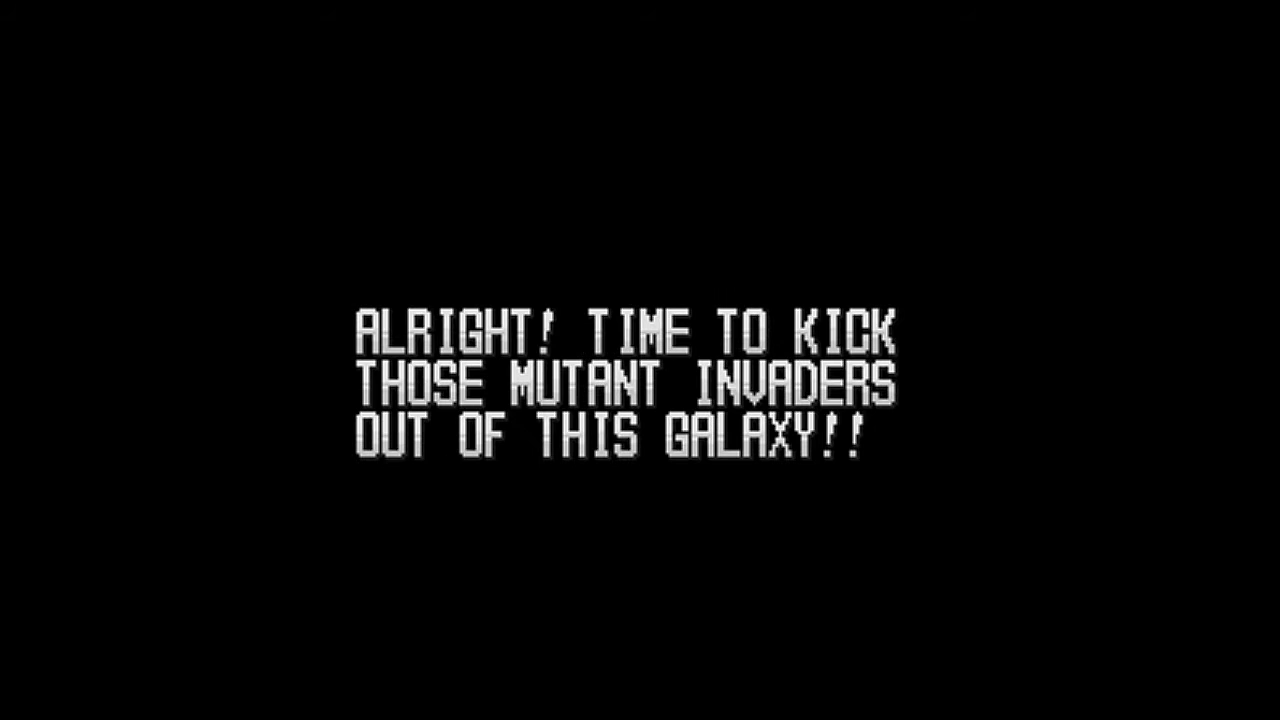 ALRIGHT! TIME TO KICK
THOSE MUTANT INVADERS
OUT OF THIS GALAXY!!